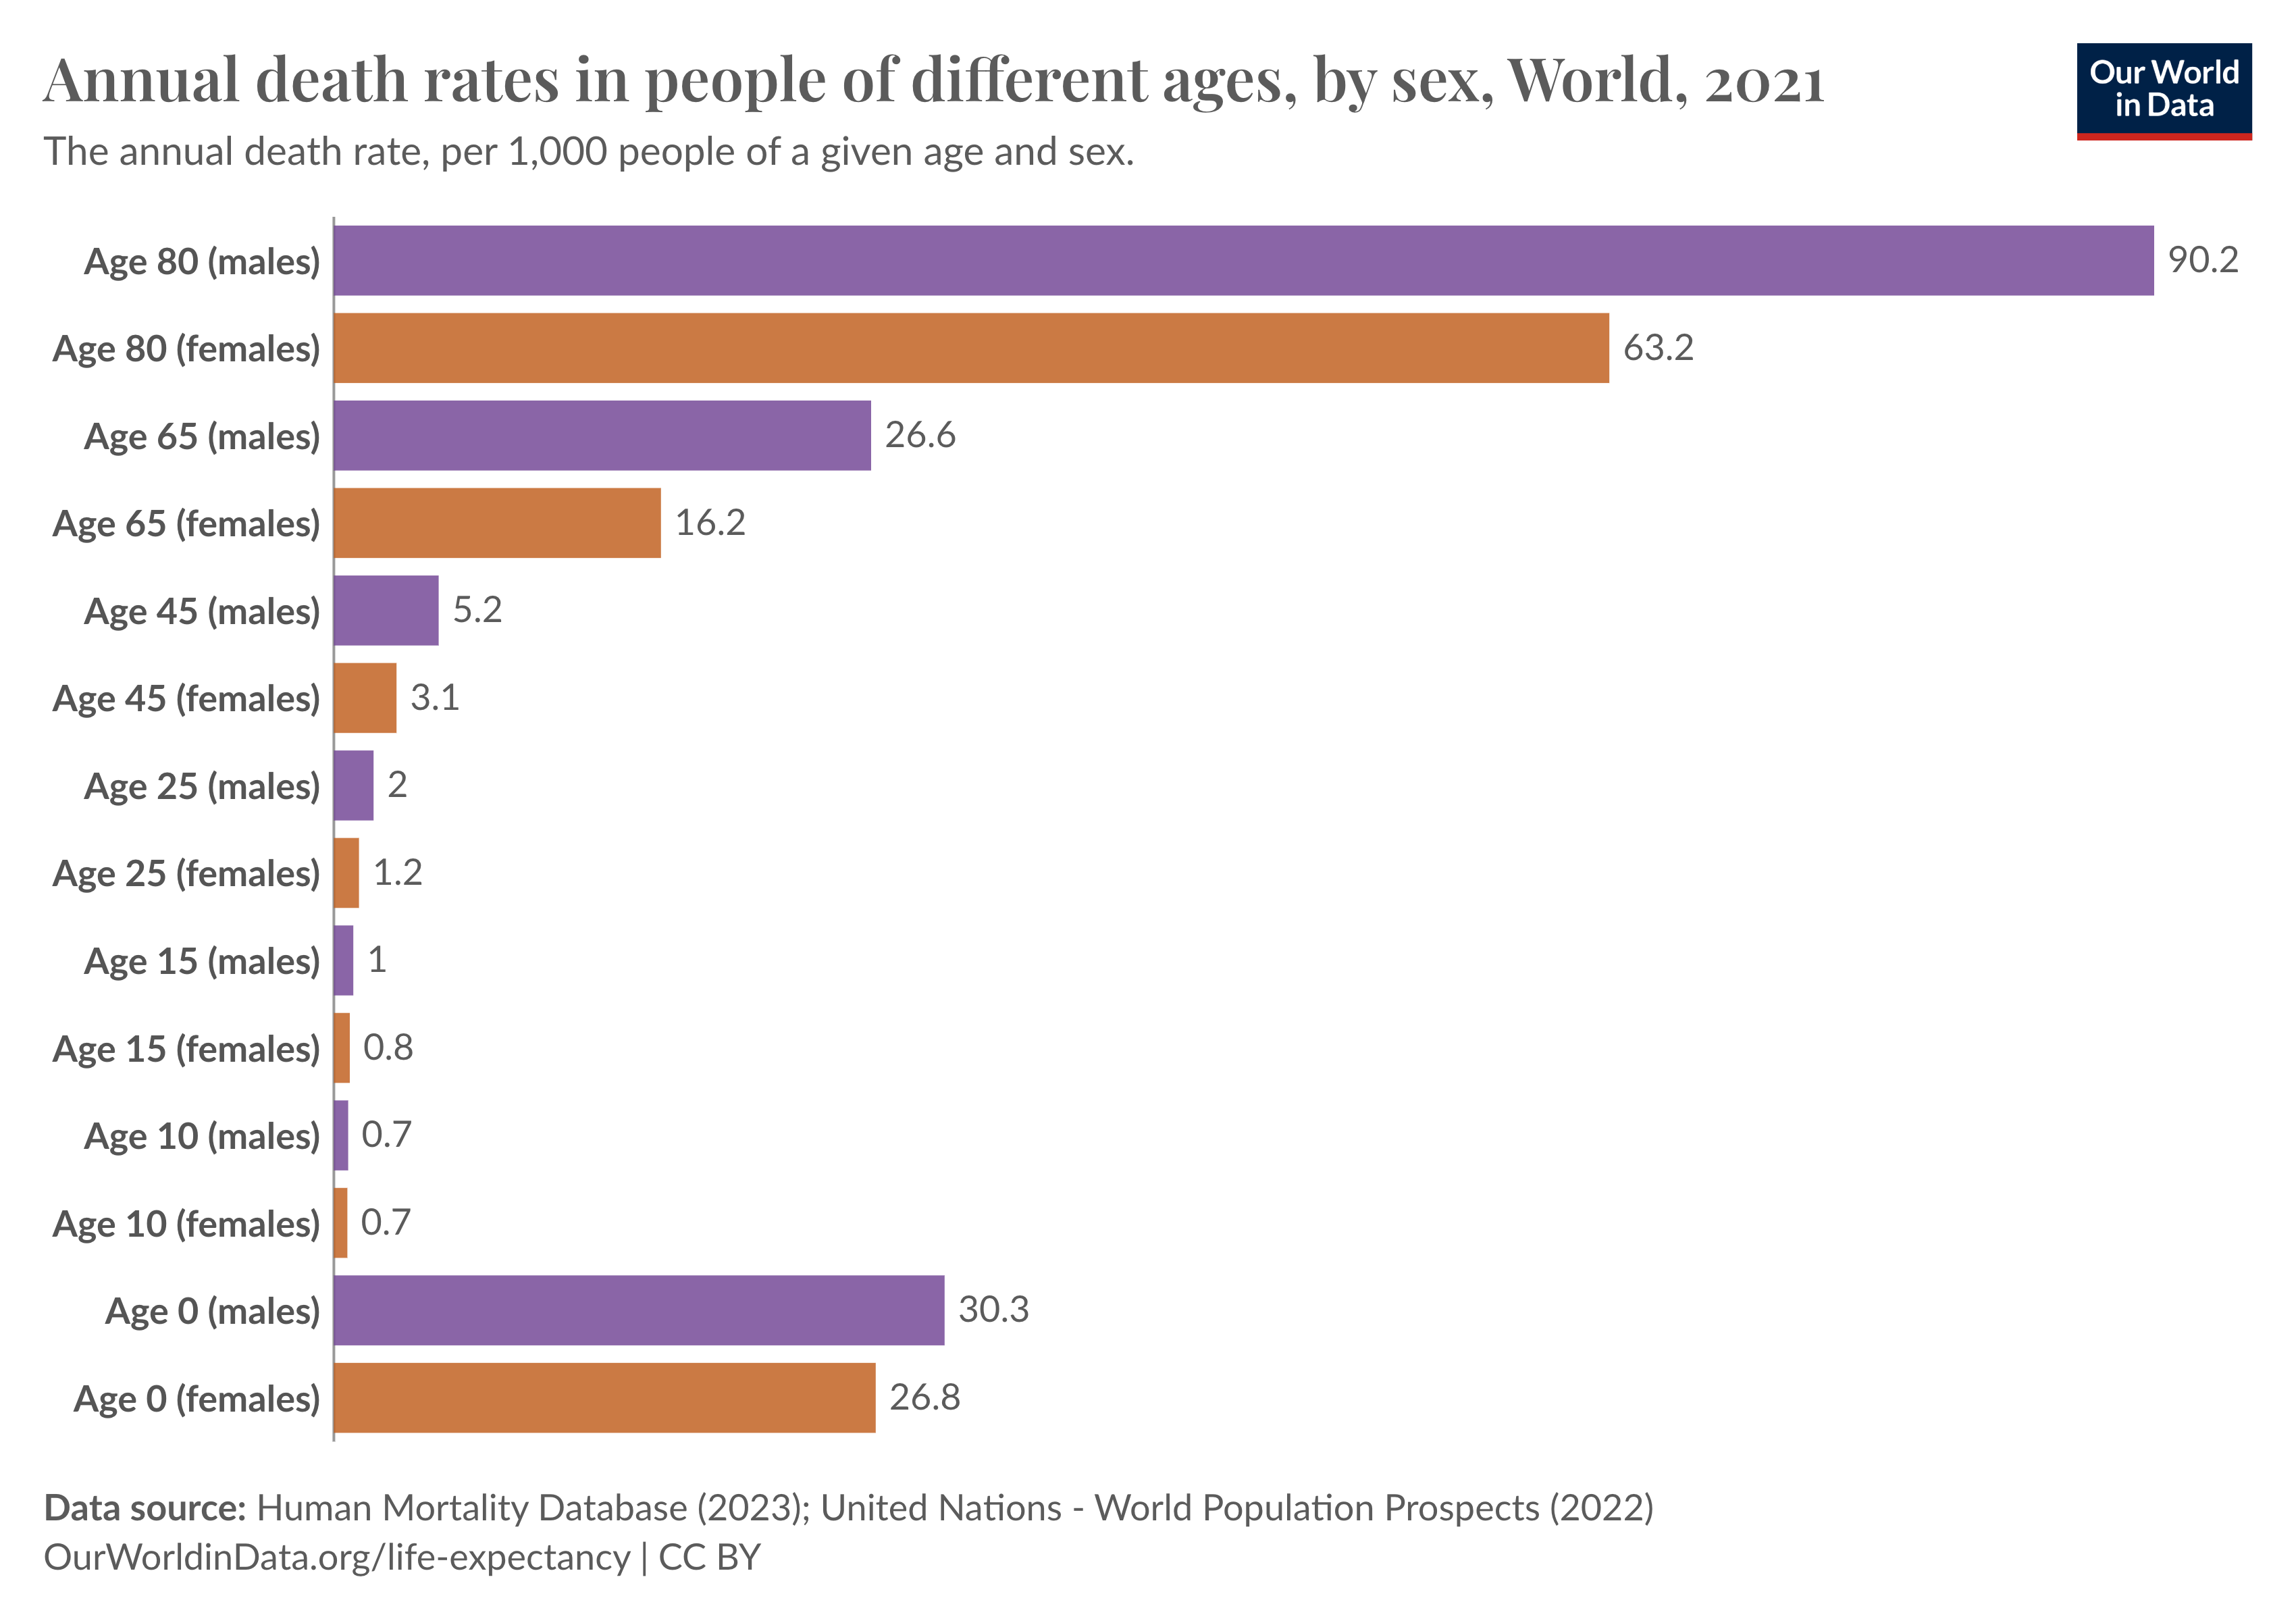 Annual death rates in people of different ages, by sex, World, 2021
Our World
in Data
The annual death rate, per 1,000 people of a given age and sex.
Age 80 (males) 90.2
Age 80 (females) 63.2
Age 65 (males) 26.6
Age 65 (females) 16.2
Age 45 (males) 5.2
Age 45 (females) 3.1
Age 25 (males) 2
Age 25 (females) 1.2
Age 15 (males) 1
Age 15 (females) 0.8
Age 10 (males) 0.7
Age 10 (females) 0.7
Age 0 (males) 30.3
Age 0 (females) 26.8
Data source: Human Mortality Database (2023); United Nations - World Population Prospects (2022)
OurWorldinData.org/life-expectancy | CC BY